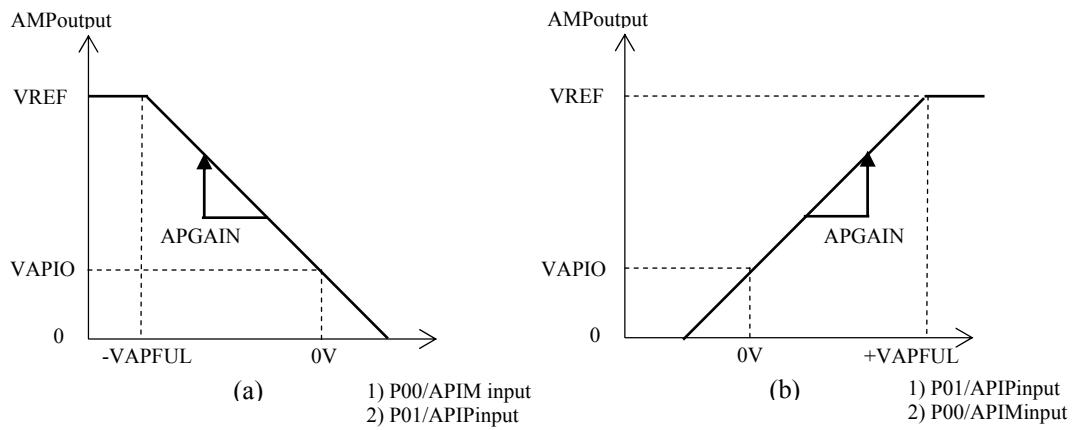 AMPoutput
VREF
APGAIN
VAPIO
0
-VAPFUL 0V
(a)
1) P00/APIM input
2) P01/APIPinput
AMPoutput
VREF
APGAIN
VAPIO
0
0V +VAPFUL
(b)
1) P01/APIPinput
2) P00/APIMinput